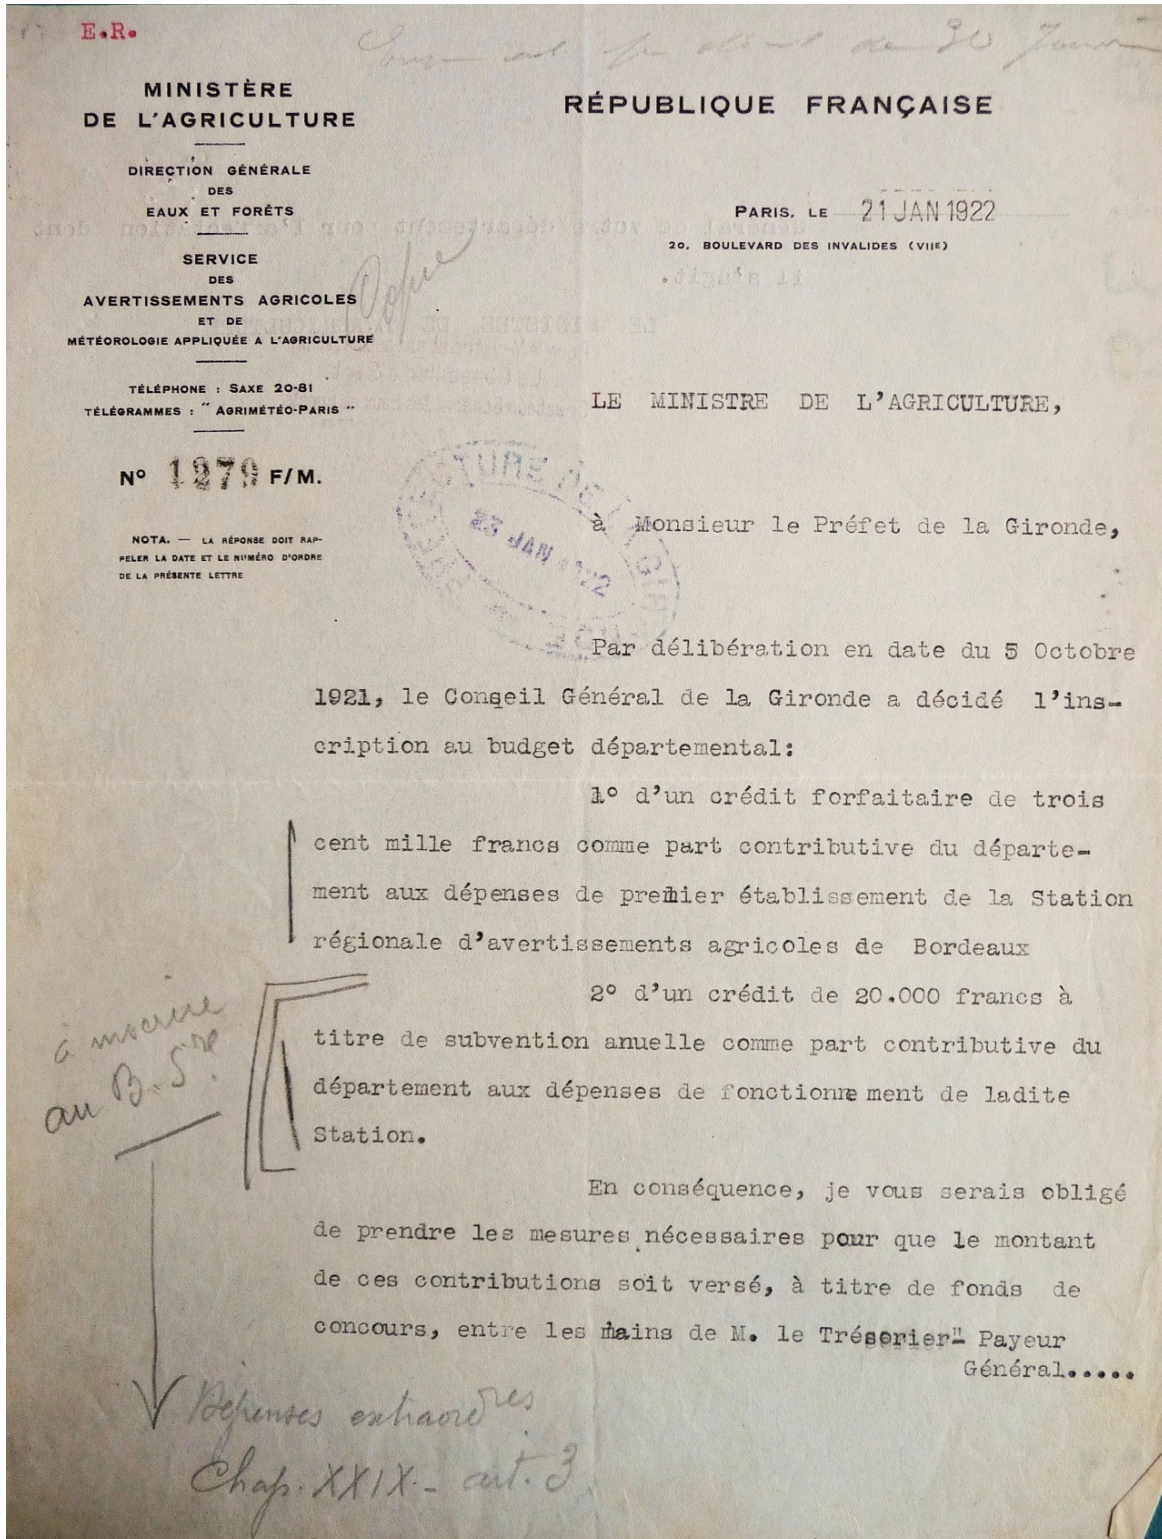 E.R.
MINISTÈRE
DE L'AGRICULTURE
DIRECTION GÉNÉRALE
DES
EAUX ET FORÊTS
SERVICE
DES
AVERTISSEMENTS AGRICOLES
ET DE
MÉTÉOROLOGIE APPLIQUÉE A L'AGRICULTURE
TÉLÉPHONE : SAXE 20-81
TÉLÉGRAMMES : " AGRIMÉTÉO-PARIS "
No 1279 F/M.
NOTA. — LA RÉPONSE DOIT RAP-
PELER LA DATE ET LE NUMÉRO D'ORDRE
DE LA PRÉSENTE LETTRE
Copie
RÉPUBLIQUE FRANÇAISE
PARIS, LE 21 JAN 1922
20, BOULEVARD DES INVALIDES (VIIE)
LE MINISTRE DE L'AGRICULTURE,
à Monsieur le Préfet de la Gironde,
23 JAN 1922
Par délibération en date du 5 Octobre
1921, le Conseil Général de la Gironde a décidé l'ins-
cription au budget départemental:
1o d'un crédit forfaitaire de trois
cent mille francs comme part contributive du départe-
ment aux dépenses de premier établissement de la Station
régionale d'avertissements agricoles de Bordeaux
2o d'un crédit de 20.000 francs à
titre de subvention anuelle comme part contributive du
département aux dépenses de fonctionne ment de ladite
Station.
à inscrire
au B. Sre
En conséquence, je vous serais obligé
de prendre les mesures nécessaires pour que le montant
de ces contributions soit versé, à titre de fonds de
concours, entre les mains de M. le Trésorier- Payeur
Général.....
Dépenses extraordres
Chap. XXIX - art. 3.